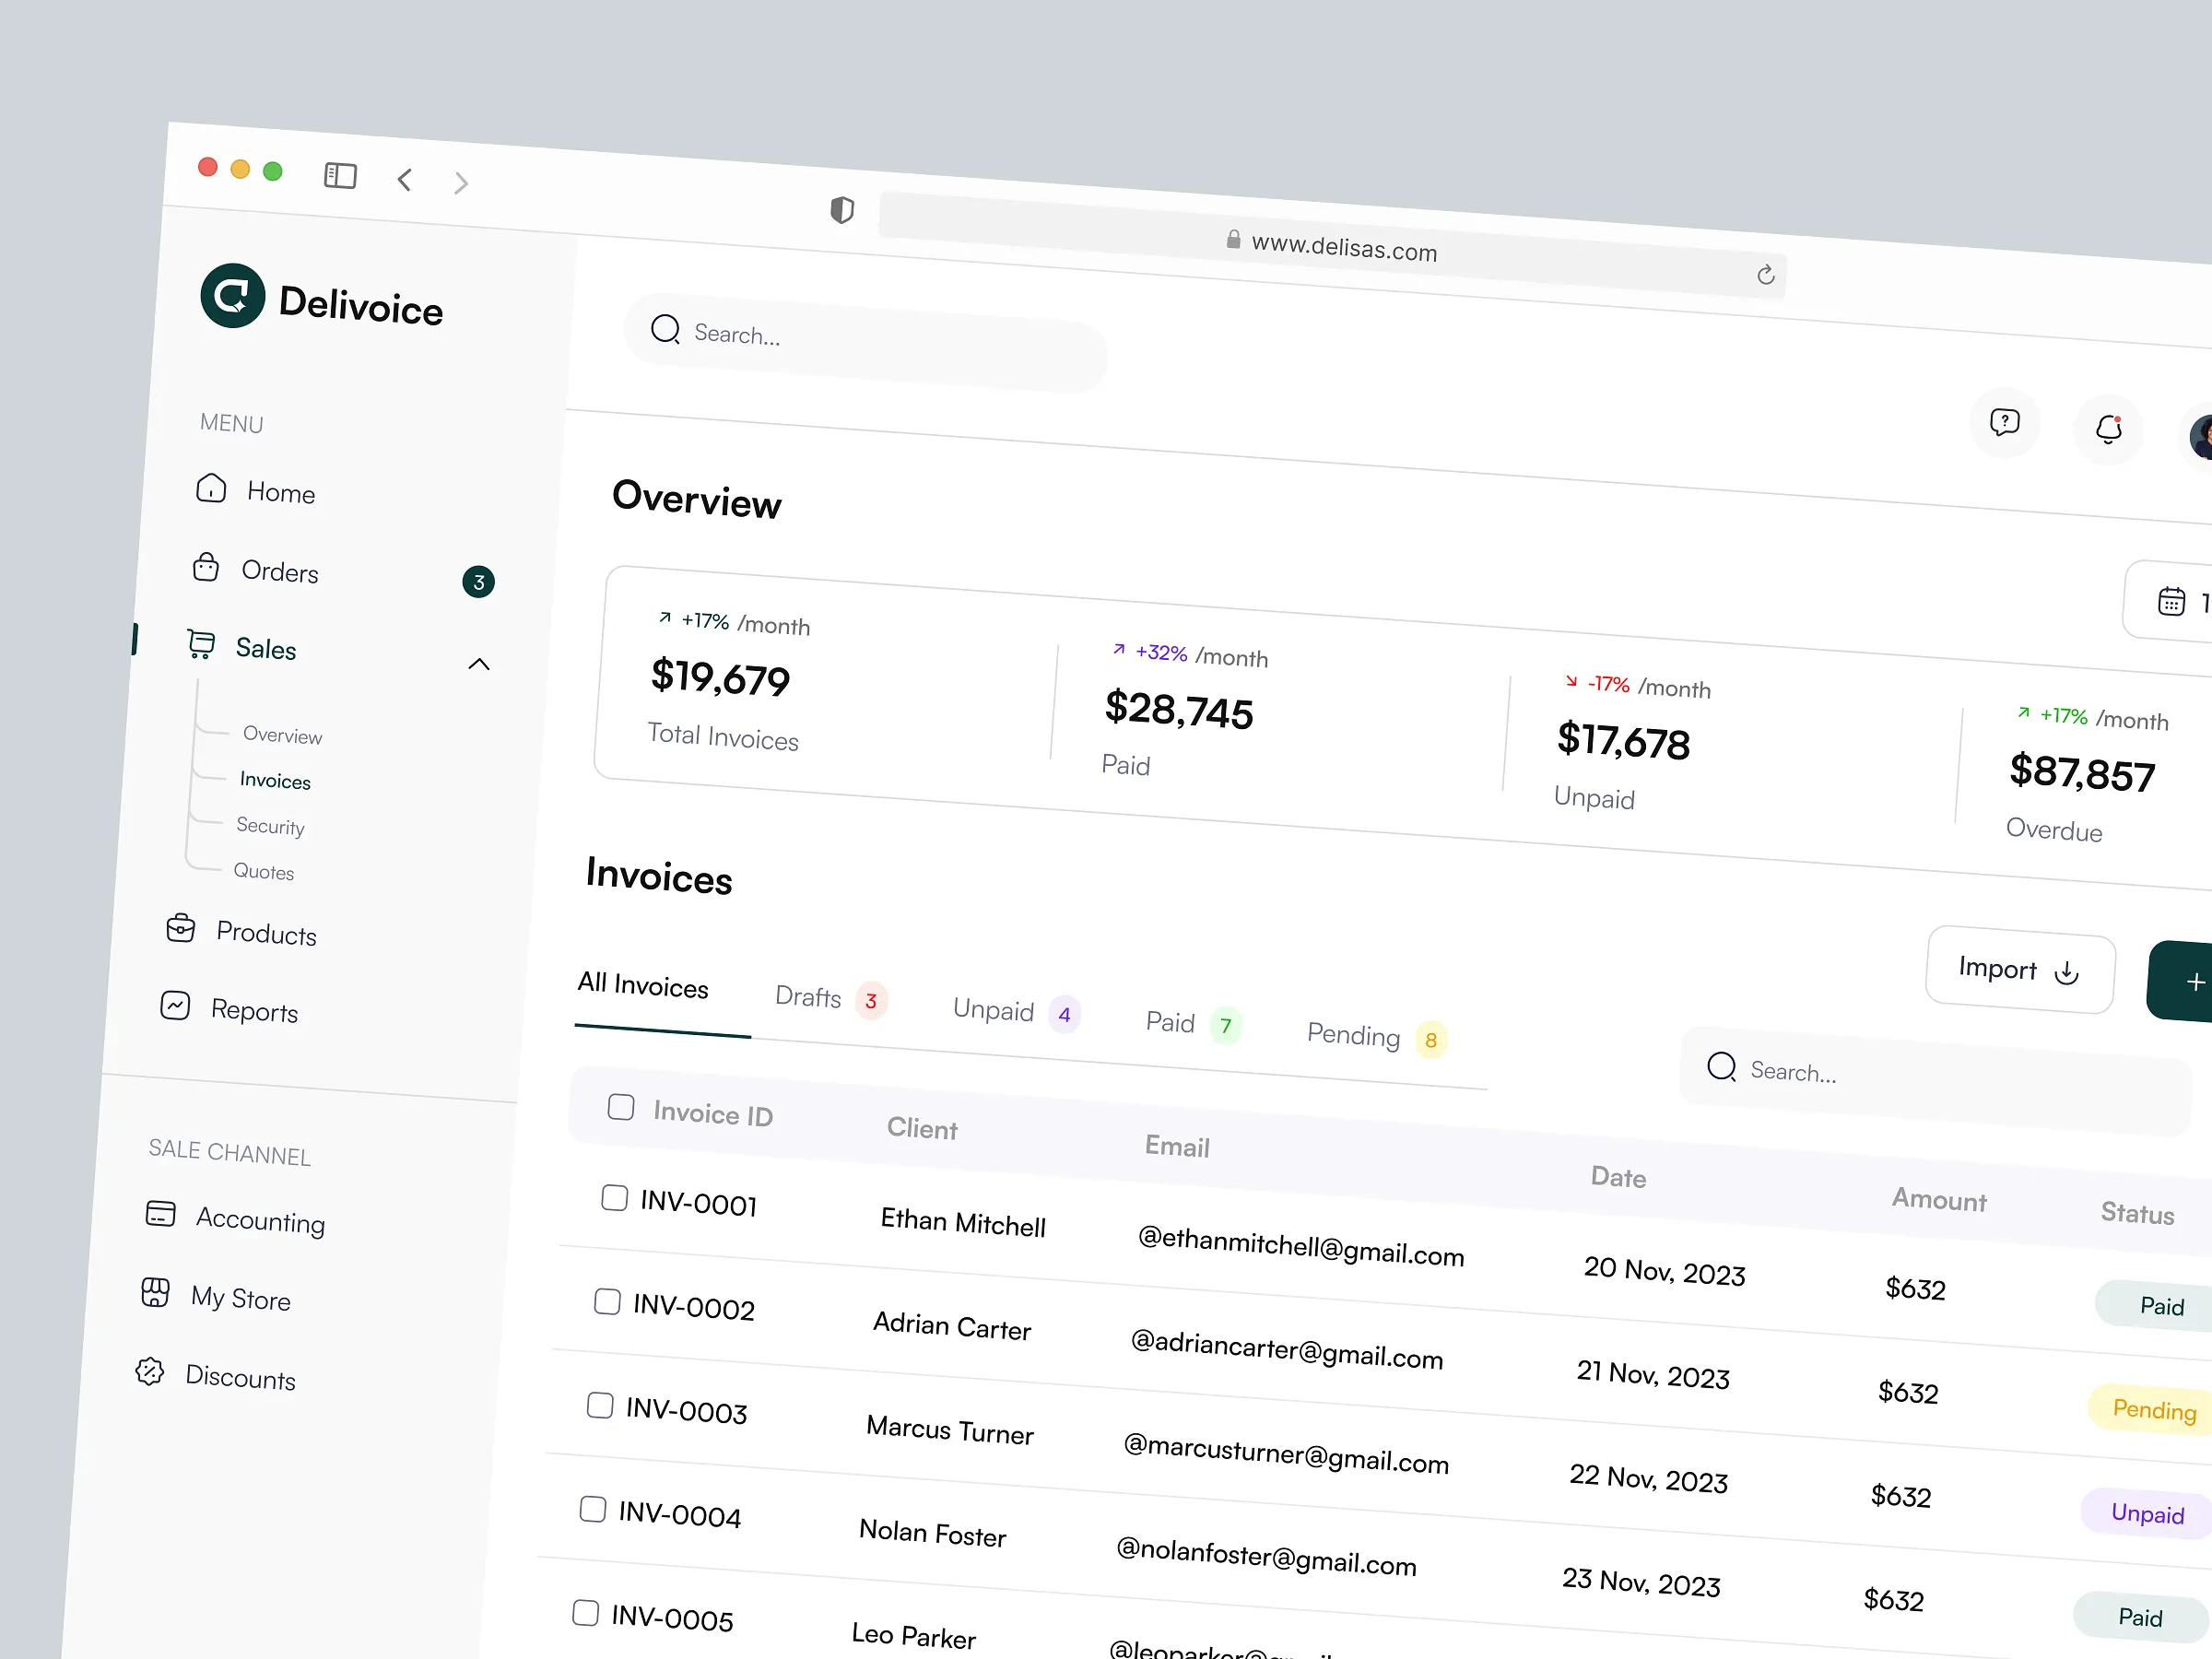 www.delisas.com
Delivoice
Search...
MENU
Home
Orders 3
Sales
Overview
Invoices
Security
Quotes
Products
Reports
SALE CHANNEL
Accounting
My Store
Discounts
Overview
+17% /month
$19,679
Total Invoices
+32% /month
$28,745
Paid
-17% /month
$17,678
Unpaid
+17% /month
$87,857
Overdue
Invoices
Import
+
All Invoices Drafts 3 Unpaid 4 Paid 7 Pending 8
Search...
Invoice ID Client Email Date Amount Status
INV-0001 Ethan Mitchell @ethanmitchell@gmail.com 20 Nov, 2023 $632 Paid
INV-0002 Adrian Carter @adriancarter@gmail.com 21 Nov, 2023 $632 Pending
INV-0003 Marcus Turner @marcusturner@gmail.com 22 Nov, 2023 $632 Unpaid
INV-0004 Nolan Foster @nolanfoster@gmail.com 23 Nov, 2023 $632 Paid
INV-0005 Leo Parker